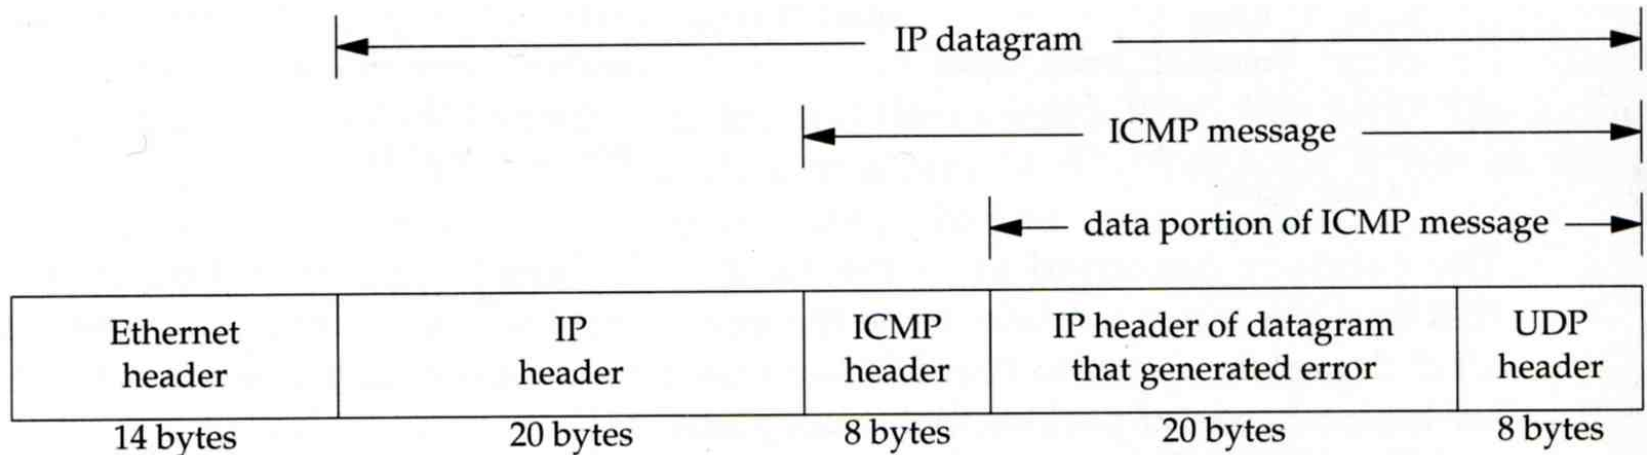 IP datagram
ICMP message
data portion of ICMP message
Ethernet
header
IP
header
ICMP
header
IP header of datagram
that generated error
UDP
header
14 bytes
20 bytes
8 bytes
20 bytes
8 bytes